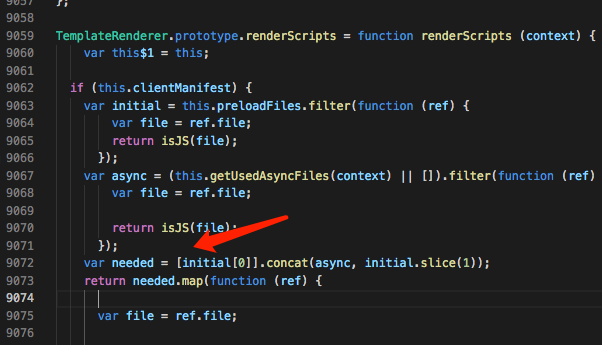 9057 };
9058
9059 TemplateRenderer.prototype.renderScripts = function renderScripts (context) {
9060 var this$1 = this;
9061
9062 if (this.clientManifest) {
9063 var initial = this.preloadFiles.filter(function (ref) {
9064 var file = ref.file;
9065 return isJS(file);
9066 });
9067 var async = (this.getUsedAsyncFiles(context) || []).filter(function (ref)
9068 var file = ref.file;
9069
9070 return isJS(file);
9071 });
9072 var needed = [initial[0]].concat(async, initial.slice(1));
9073 return needed.map(function (ref) {
9074
9075 var file = ref.file;
9076